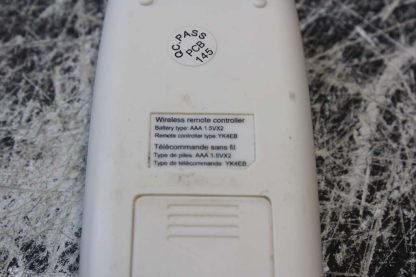 QC.PASS
PCB
145
Wireless remote controller
Battery type: AAA 1.5VX2
Remote controller type: YK4EB
Télécommande sans fil
Type de piles: AAA 1.5VX2
Type de télécommande: YK4EB